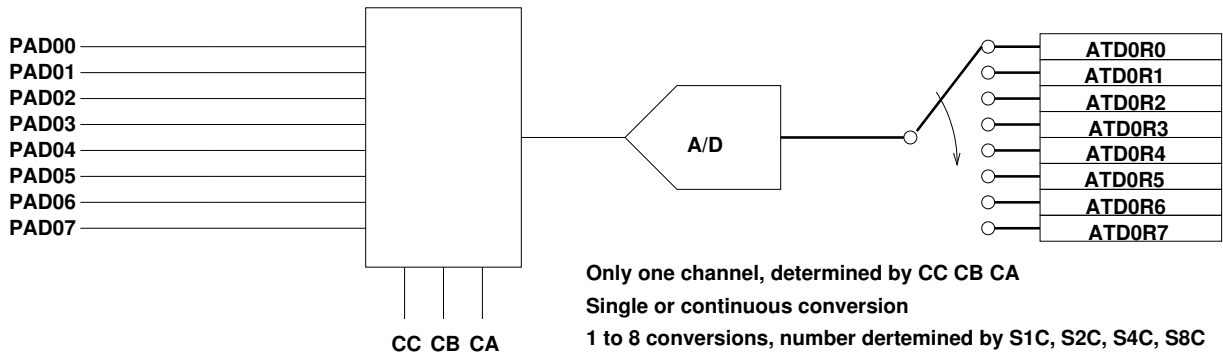 PAD00
PAD01
PAD02
PAD03
PAD04
PAD05
PAD06
PAD07
CC CB CA
A/D
ATD0R0
ATD0R1
ATD0R2
ATD0R3
ATD0R4
ATD0R5
ATD0R6
ATD0R7
Only one channel, determined by CC CB CA
Single or continuous conversion
1 to 8 conversions, number dertemined by S1C, S2C, S4C, S8C